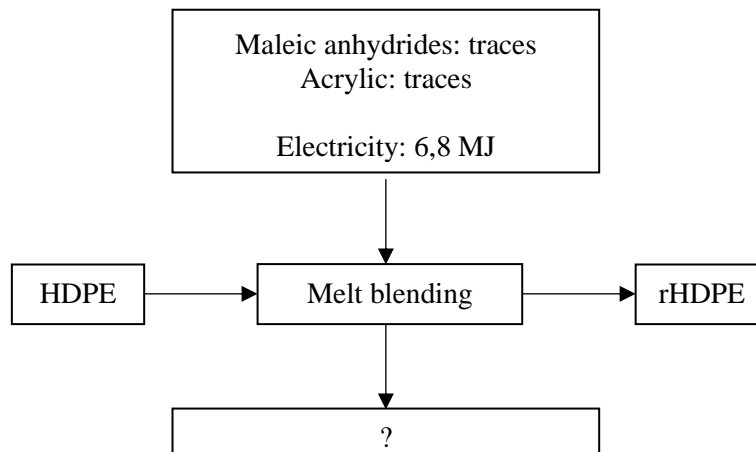 Maleic anhydrides: traces
Acrylic: traces
Electricity: 6,8 MJ
HDPE
Melt blending
rHDPE
?